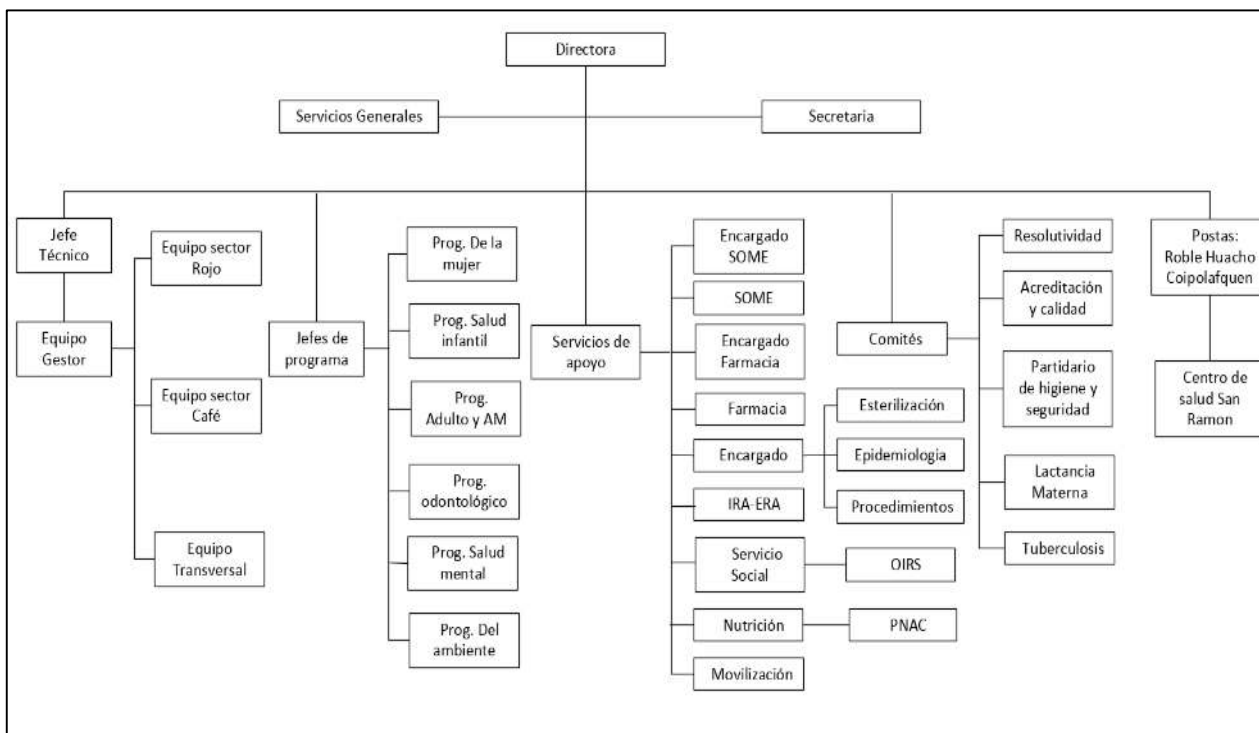 Directora
Servicios Generales
Secretaria
Jefe
Técnico
Equipo
Gestor
Equipo sector
Rojo
Equipo sector
Café
Equipo
Transversal
Jefes de
programa
Prog. De la
mujer
Prog. Salud
infantil
Prog.
Adulto y AM
Prog.
odontológico
Prog. Salud
mental
Prog. Del
ambiente
Servicios de
apoyo
Encargado
SOME
SOME
Encargado
Farmacia
Farmacia
Encargado
Esterilización
Epidemiologia
Procedimientos
IRA-ERA
Servicio
Social
OIRS
Nutrición
PNAC
Movilización
Comités
Resolutividad
Acreditación
y calidad
Partidario
de higiene y
seguridad
Lactancia
Materna
Tuberculosis
Postas:
Roble Huacho
Coipolafquen
Centro de
salud San
Ramon